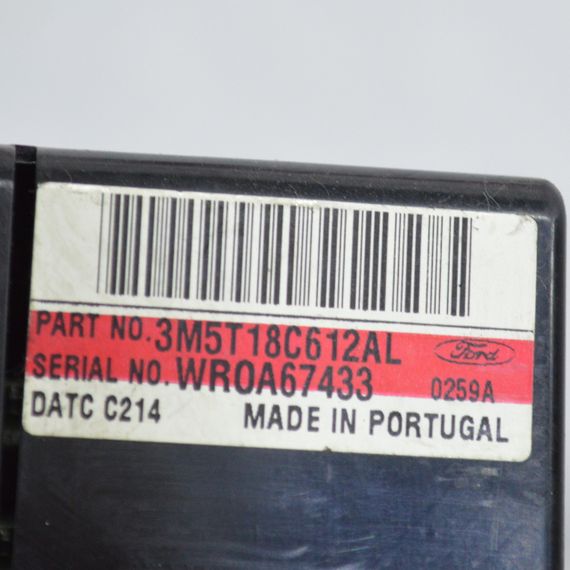 PART NO. 3M5T18C612AL
Ford
SERIAL NO. WR0A67433
0259A
DATC C214
MADE IN PORTUGAL